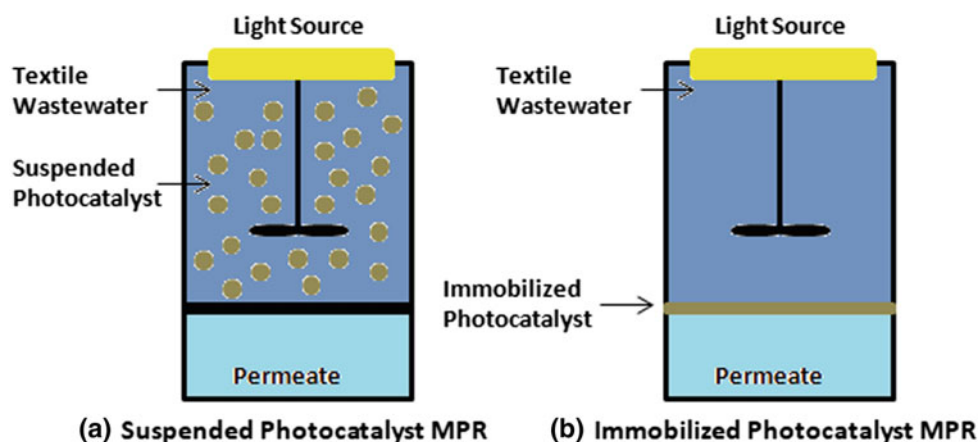 Light Source
Textile
Wastewater
Suspended
Photocatalyst
Permeate
(a) Suspended Photocatalyst MPR
Light Source
Textile
Wastewater
Immobilized
Photocatalyst
Permeate
(b) Immobilized Photocatalyst MPR